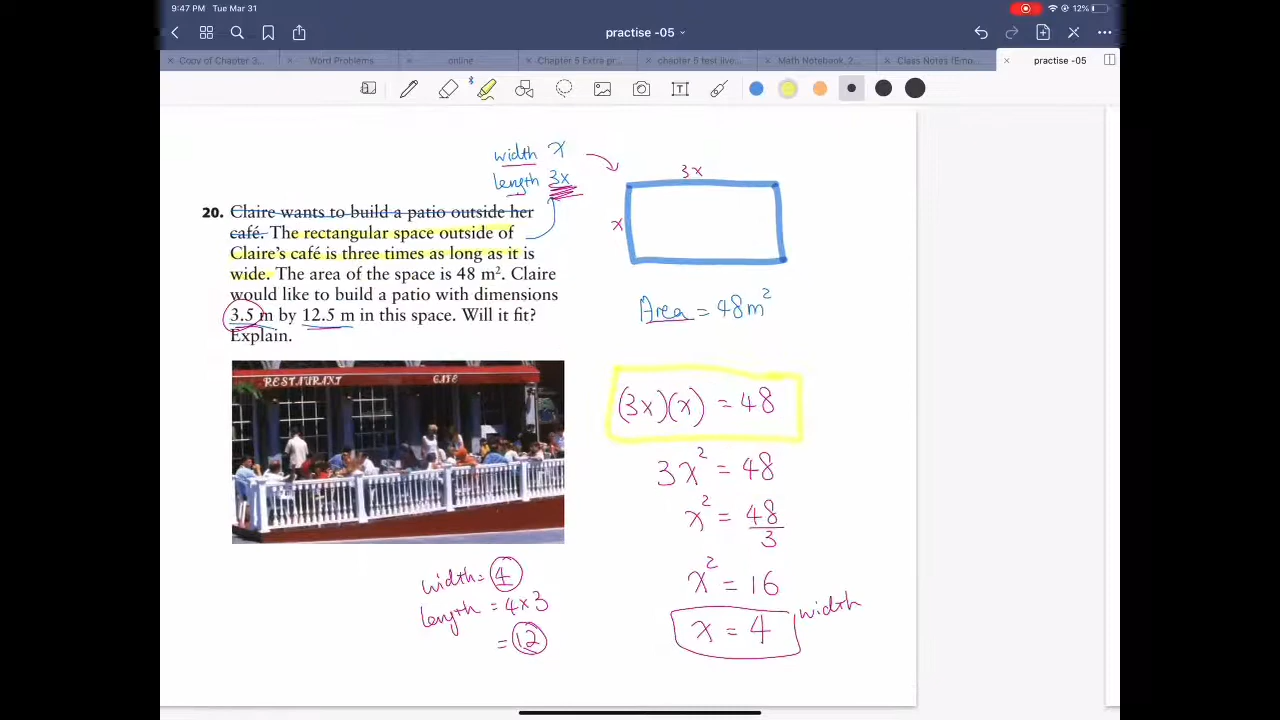 9:47 PM Tue Mar 31
12%
practise -05
Copy of Chapter 3...
Word Problems
online
Chapter 5 Extra pr...
chapter 5 test live...
Math Notebook, 2...
Class Notes (Emp...
practise -05
width x
length 3x
3x
x
20. Claire wants to build a patio outside her
café. The rectangular space outside of
Claire's café is three times as long as it is
wide. The area of the space is 48 m². Claire
would like to build a patio with dimensions
3.5 m by 12.5 m in this space. Will it fit?
Explain.
Area = 48m²
RESTAURANT CAFE
(3x)(x) = 48
3x² = 48
x² = 48/3
x² = 16
x = 4 width
width = 4
length = 4x3
= 12